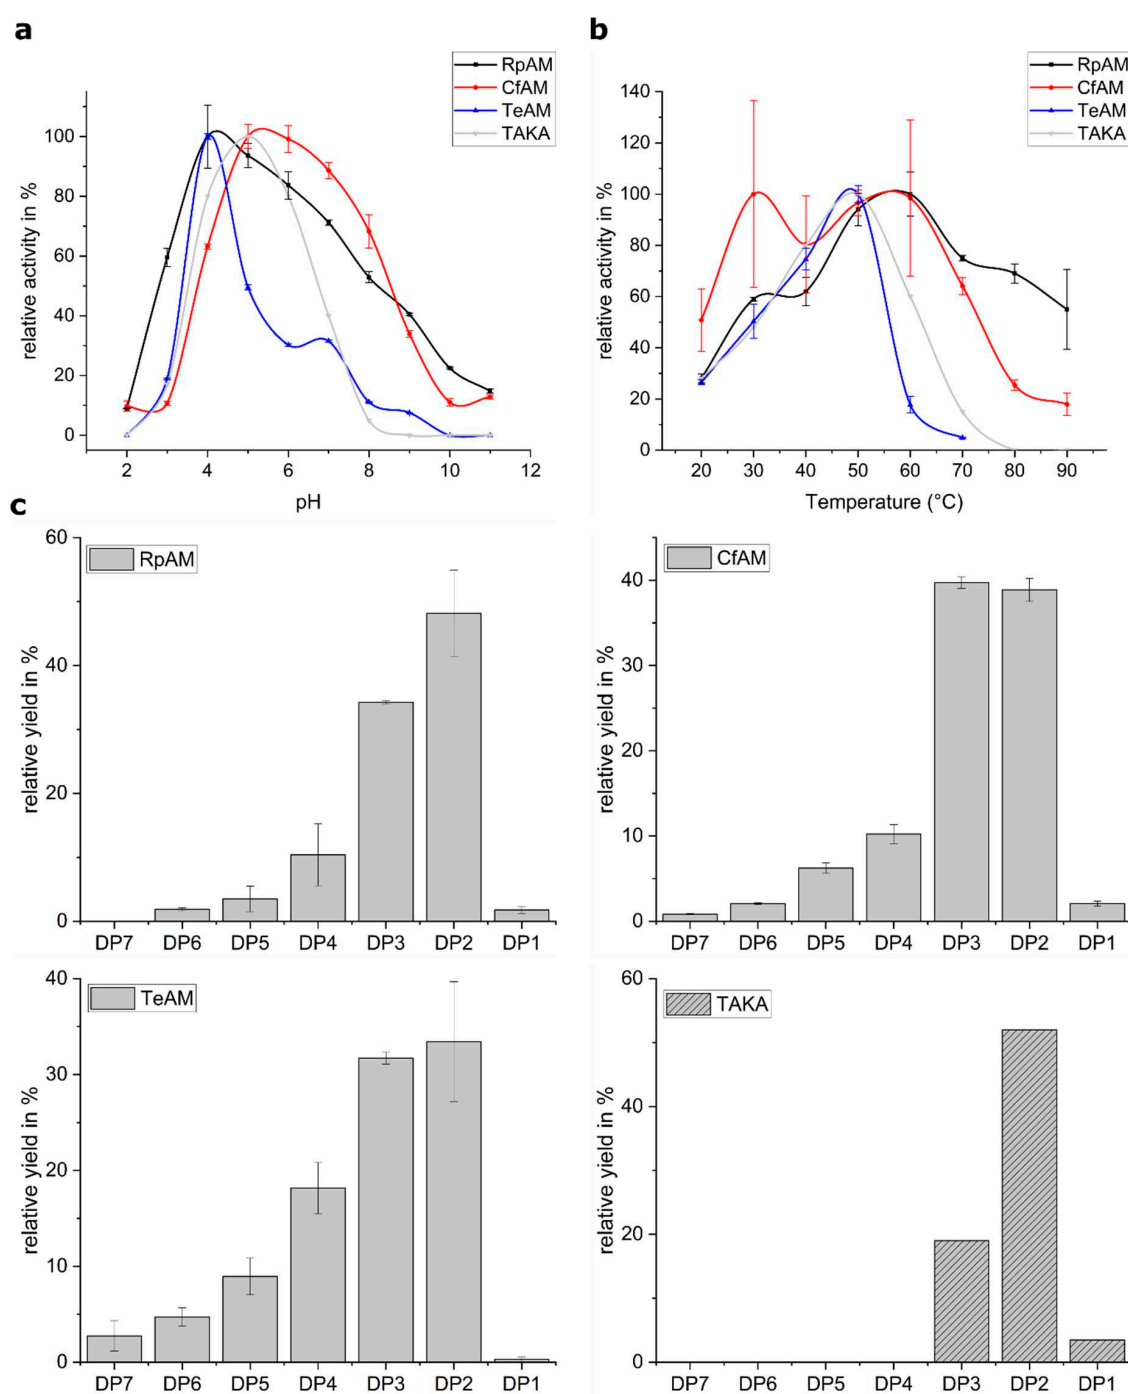 a
RpAM
CfAM
TeAM
TAKA
relative activity in %
100
80
60
40
20
0
2 4 6 8 10 12
pH
b
RpAM
CfAM
TeAM
TAKA
relative activity in %
140
120
100
80
60
40
20
0
20 30 40 50 60 70 80 90
Temperature (°C)
c
RpAM
relative yield in %
60
40
20
0
DP7 DP6 DP5 DP4 DP3 DP2 DP1
CfAM
relative yield in %
40
30
20
10
0
DP7 DP6 DP5 DP4 DP3 DP2 DP1
TeAM
relative yield in %
40
30
20
10
0
DP7 DP6 DP5 DP4 DP3 DP2 DP1
TAKA
relative yield in %
60
40
20
0
DP7 DP6 DP5 DP4 DP3 DP2 DP1